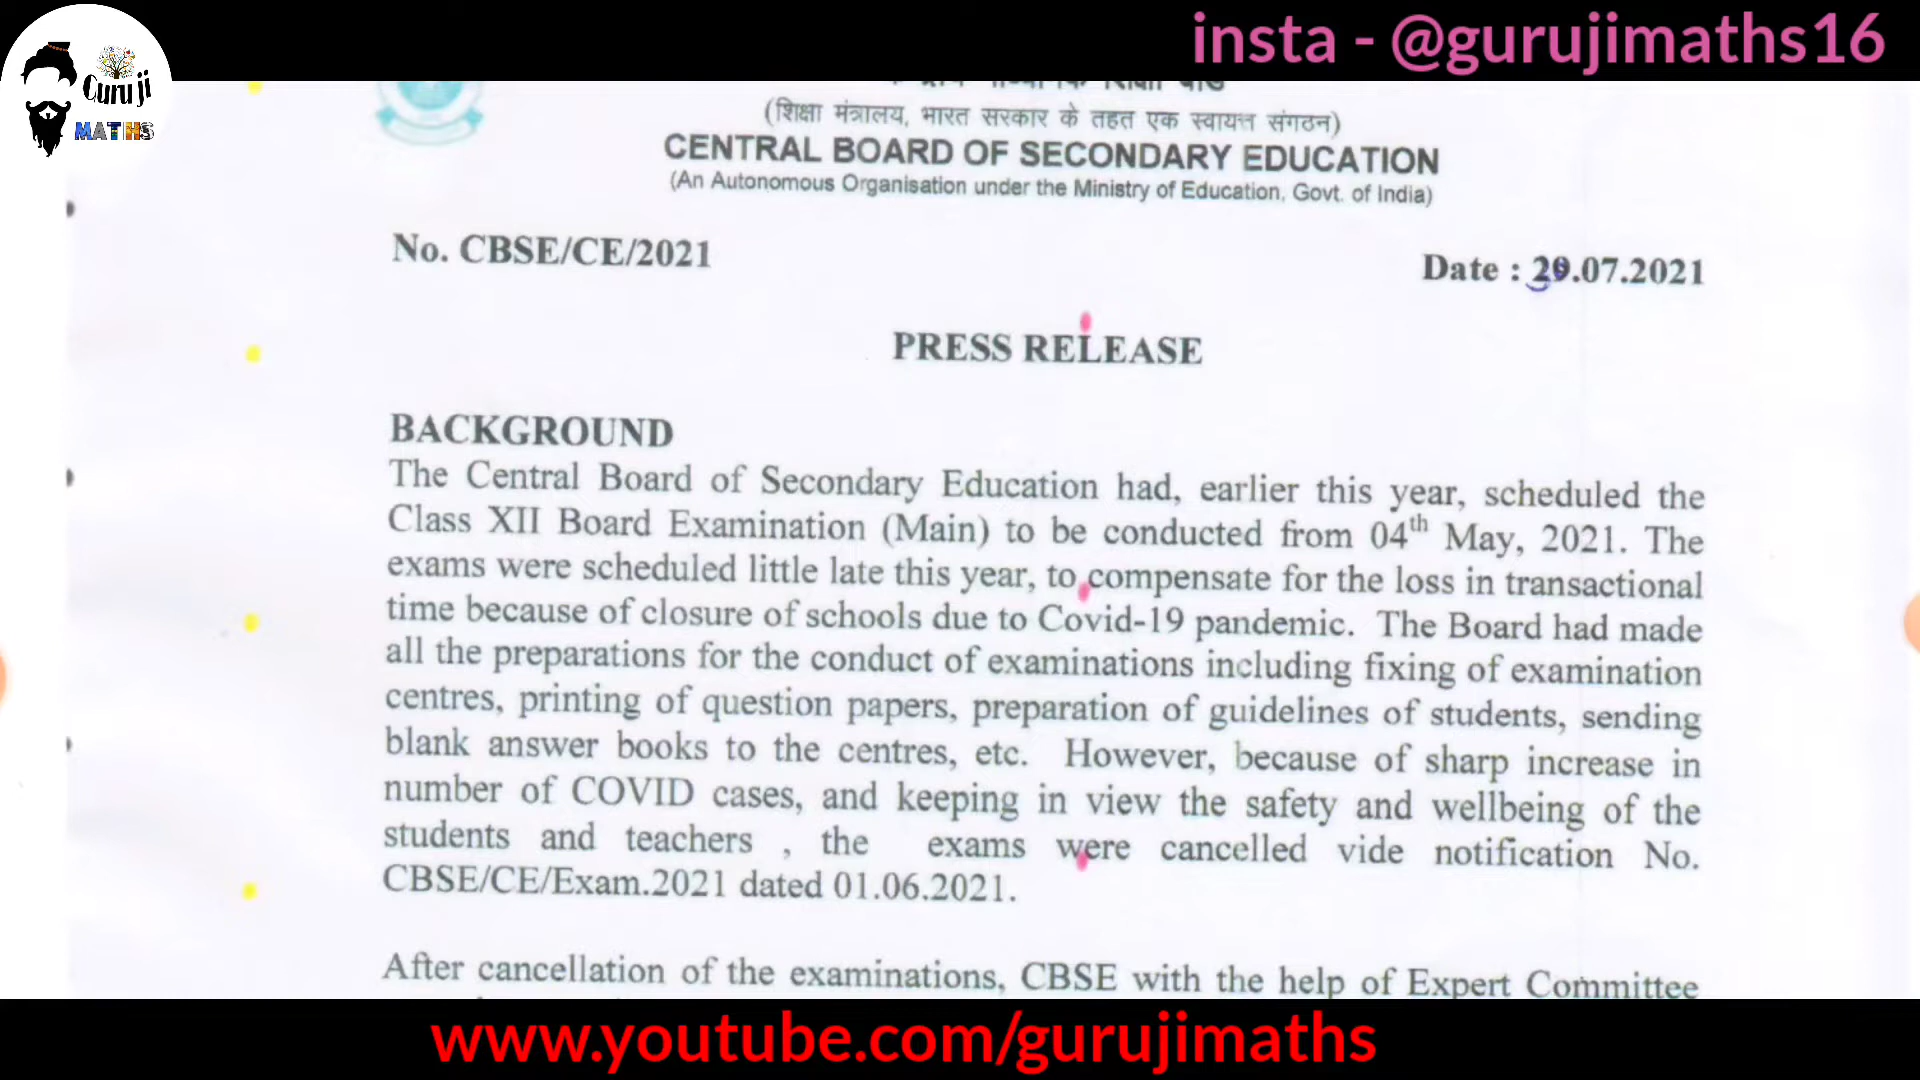 insta - @gurujimaths16
Guru ji
MATHS
(शिक्षा मंत्रालय, भारत सरकार के तहत एक स्वायत्त संगठन)
CENTRAL BOARD OF SECONDARY EDUCATION
(An Autonomous Organisation under the Ministry of Education, Govt. of India)
No. CBSE/CE/2021
Date : .07.2021
PRESS RELEASE
BACKGROUND
The Central Board of Secondary Education had, earlier this year, scheduled the
Class XII Board Examination (Main) to be conducted from 04th May, 2021. The
exams were scheduled little late this year, to compensate for the loss in transactional
time because of closure of schools due to Covid-19 pandemic. The Board had made
all the preparations for the conduct of examinations including fixing of examination
centres, printing of question papers, preparation of guidelines of students, sending
blank answer books to the centres, etc. However, because of sharp increase in
number of COVID cases, and keeping in view the safety and wellbeing of the
students and teachers , the exams were cancelled vide notification No.
CBSE/CE/Exam.2021 dated 01.06.2021.
After cancellation of the examinations, CBSE with the help of Expert Committee
www.youtube.com/gurujimaths